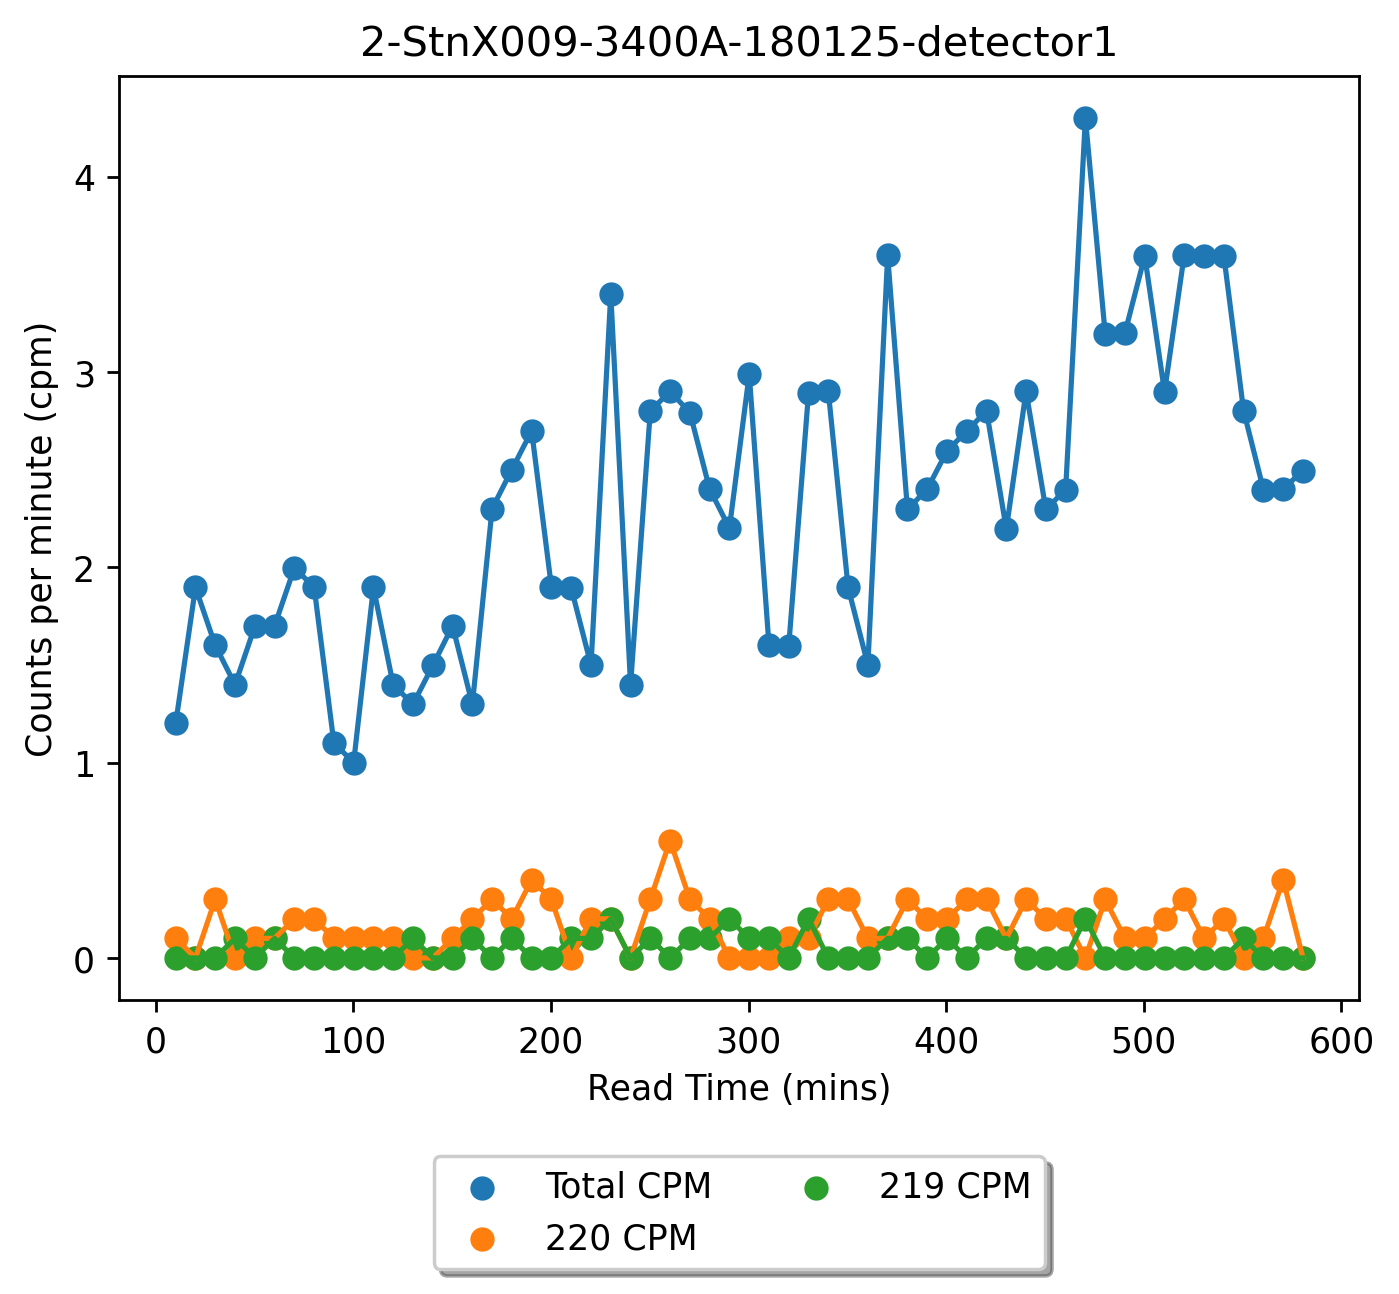 2-StnX009-3400A-180125-detector1
Counts per minute (cpm)
4
3
2
1
0
0 100 200 300 400 500 600
Read Time (mins)
Total CPM 219 CPM
220 CPM